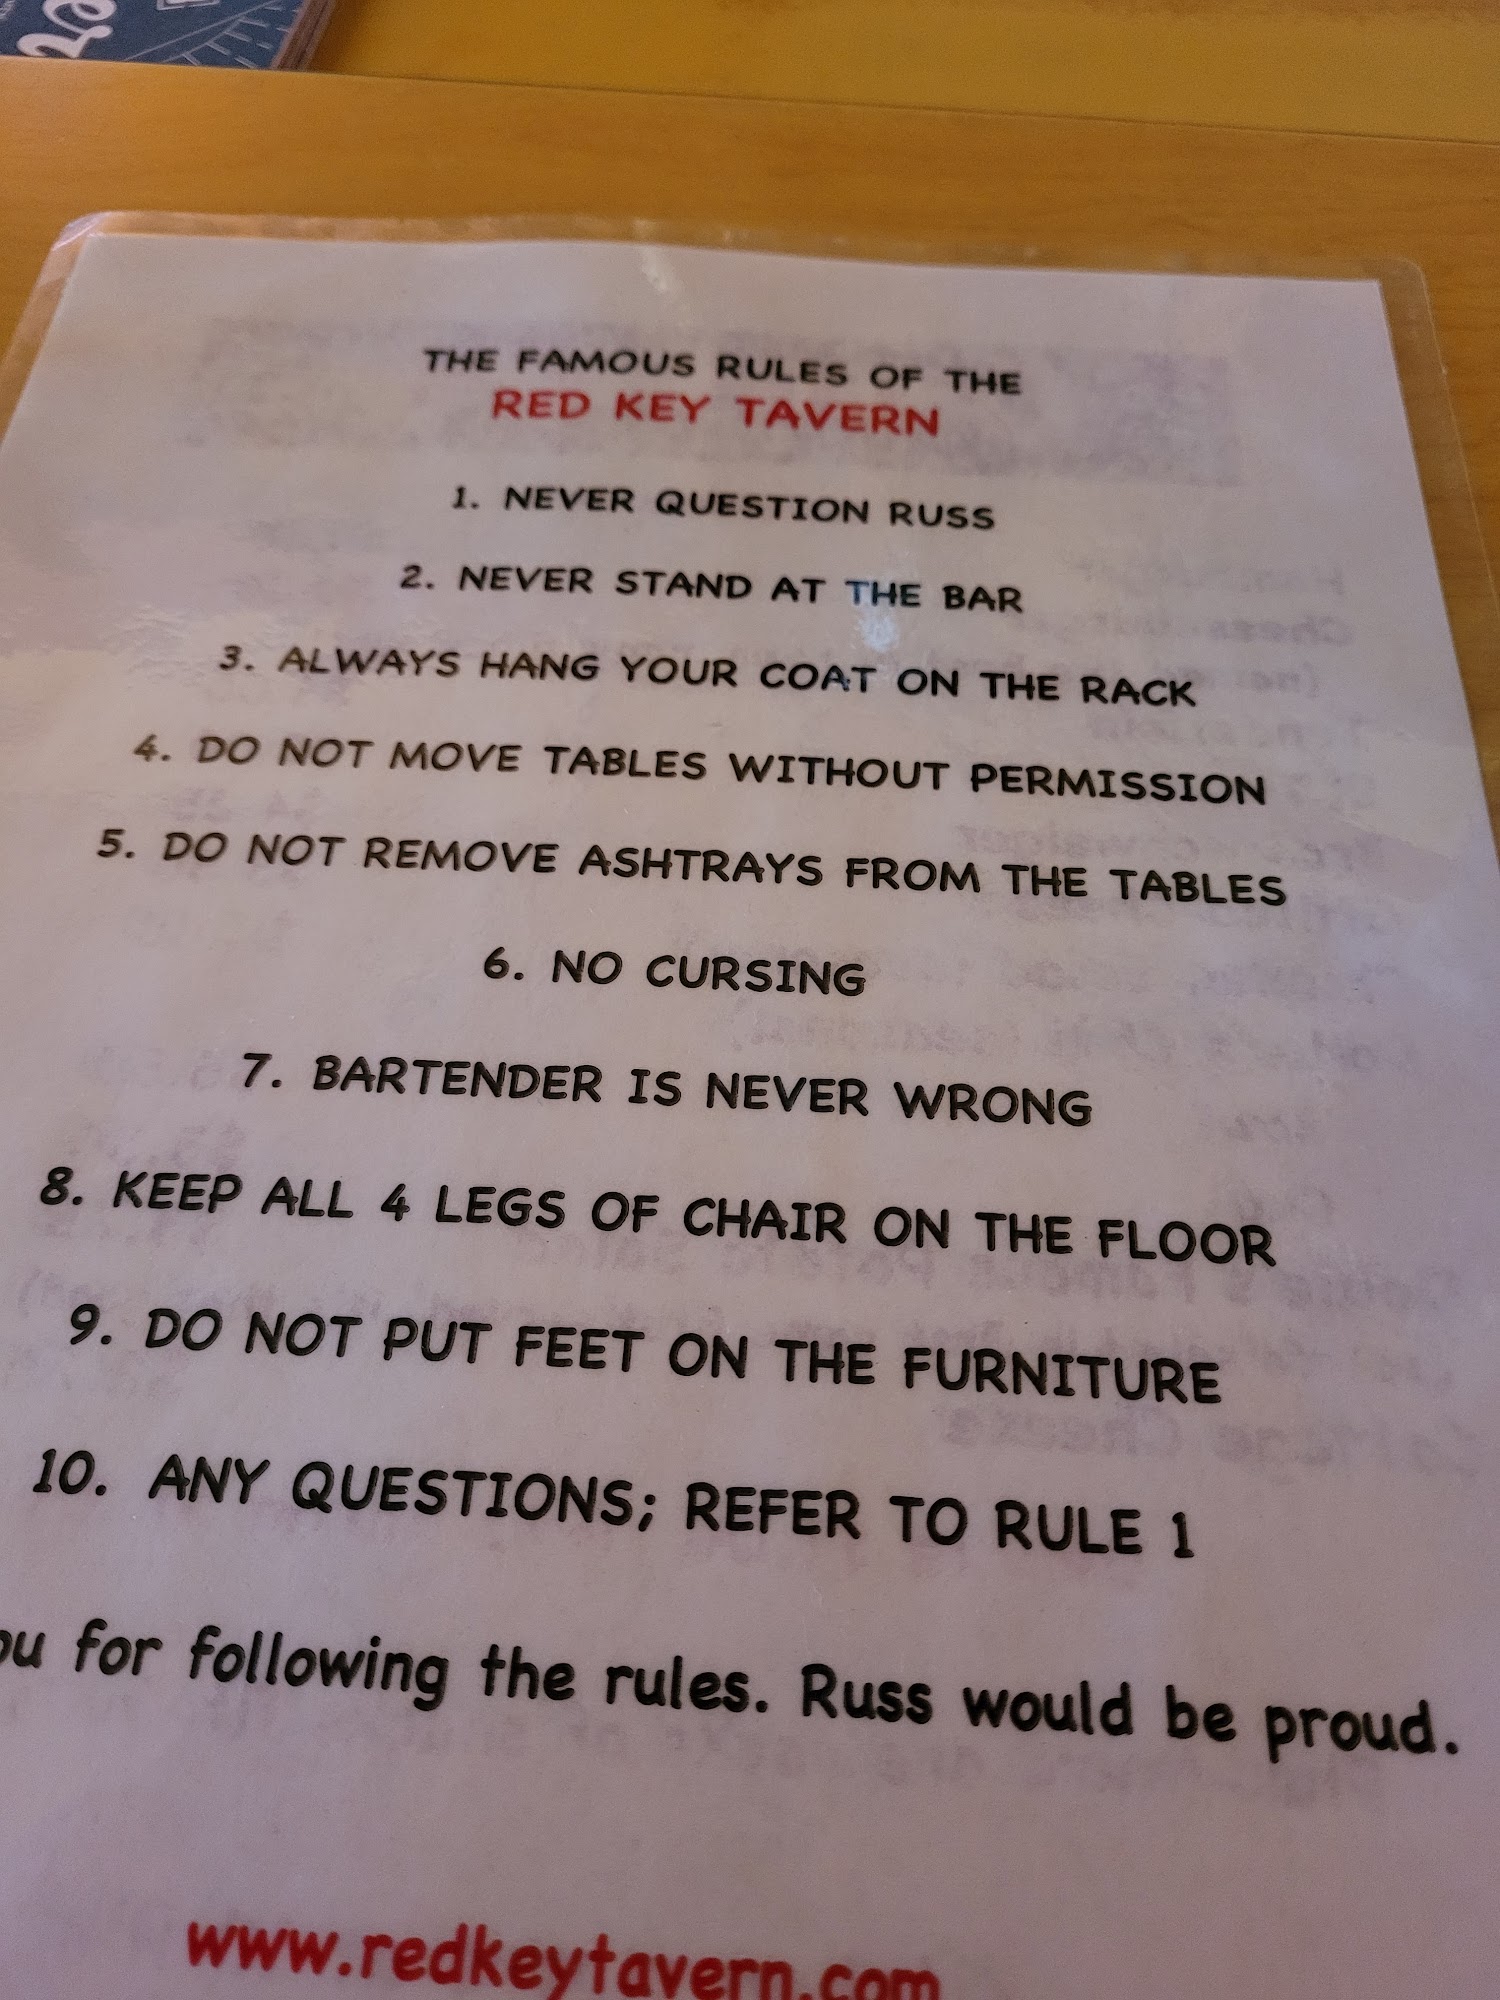 er
THE FAMOUS RULES OF THE
RED KEY TAVERN
1. NEVER QUESTION RUSS
2. NEVER STAND AT THE BAR
3. ALWAYS HANG YOUR COAT ON THE RACK
4. DO NOT MOVE TABLES WITHOUT PERMISSION
5. DO NOT REMOVE ASHTRAYS FROM THE TABLES
6. NO CURSING
7. BARTENDER IS NEVER WRONG
8. KEEP ALL 4 LEGS OF CHAIR ON THE FLOOR
9. DO NOT PUT FEET ON THE FURNITURE
10. ANY QUESTIONS; REFER TO RULE 1
ou for following the rules. Russ would be proud.
www.redkeytavern.com